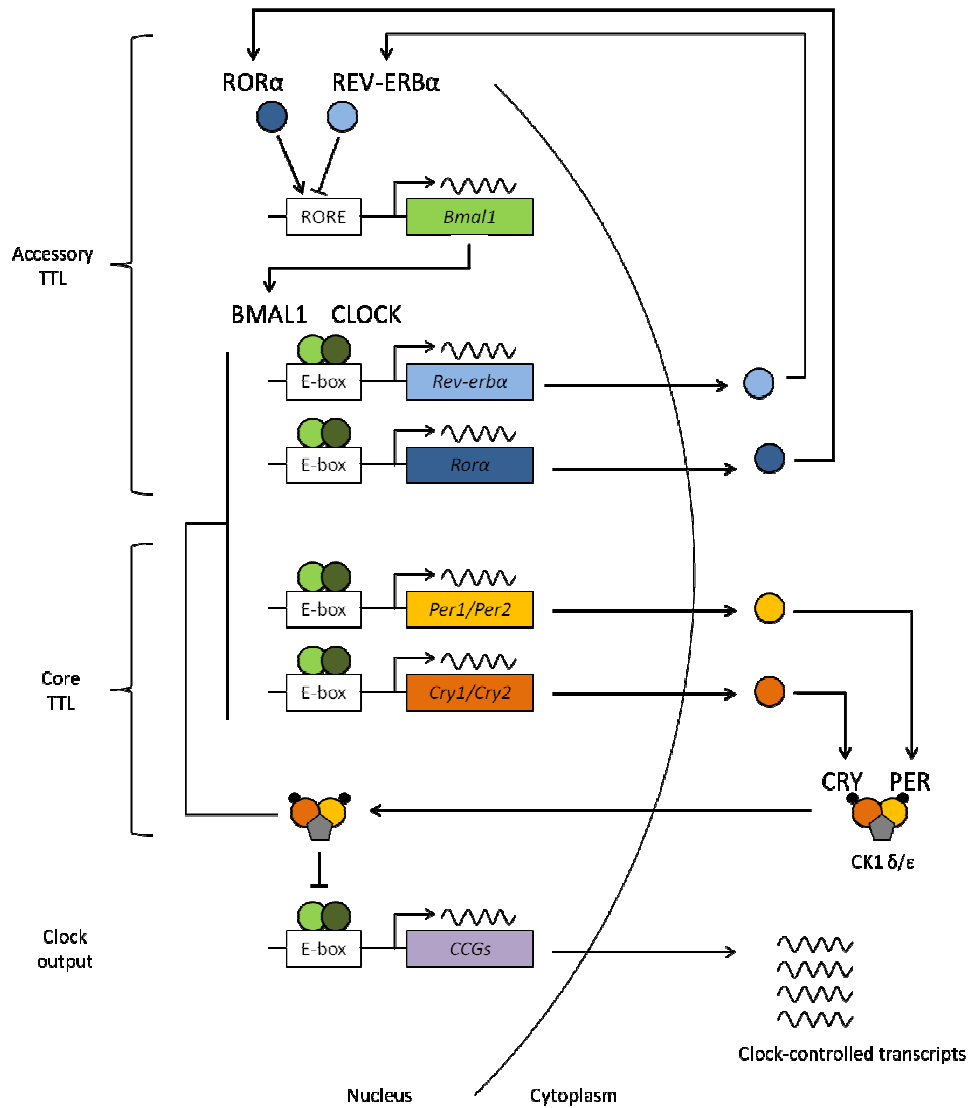 RORα REV-ERBα
RORE Bmal1
Accessory
TTL
BMAL1 CLOCK
E-box Rev-erbα
E-box Rorα
E-box Per1/Per2
Core
TTL
E-box Cry1/Cry2
CRY PER
CK1 δ/ε
Clock
output
E-box CCGs
Clock-controlled transcripts
Nucleus Cytoplasm